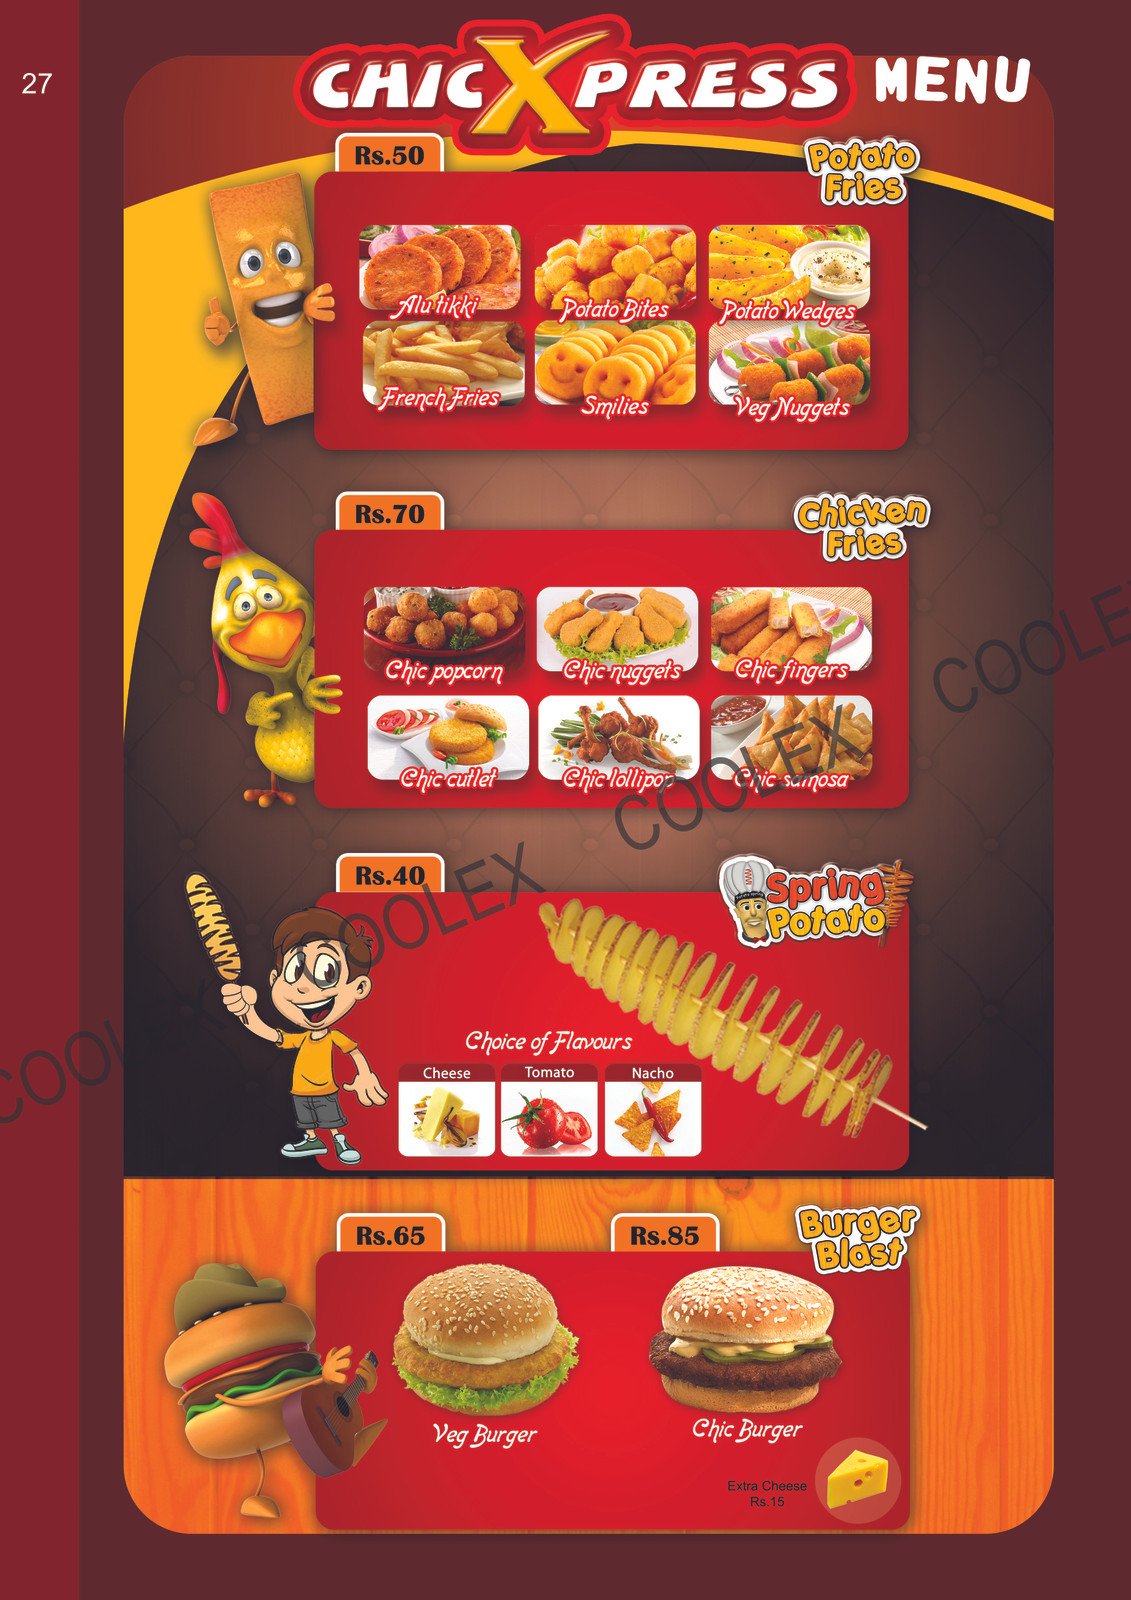 27
CHICXPRESS MENU
Rs.50
Potato
Fries
Alu tikki
Potato Bites
Potato Wedges
French Fries
Smilies
Veg Nuggets
Rs.70
Chicken
Fries
Chic popcorn
Chic nuggets
Chic fingers
Chic cutlet
Chic lollipop
Chic samosa
Rs.40
Spring
Potato
Choice of Flavours
Cheese
Tomato
Nacho
Rs.65
Rs.85
Burger
Blast
Veg Burger
Chic Burger
Extra Cheese
Rs.15
COOLEX
COOLEX
COOLEX
COOLE